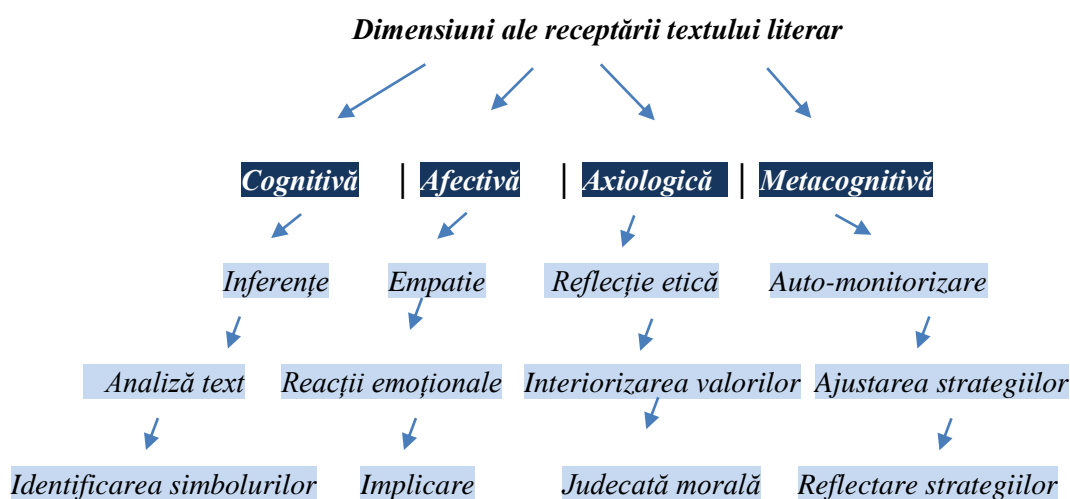 Dimensiuni ale receptării textului literar
Cognitivă | Afectivă | Axiologică | Metacognitivă
Inferențe Empatie Reflecție etică Auto-monitorizare
Analiză text Reacții emoționale Interiorizarea valorilor Ajustarea strategiilor
Identificarea simbolurilor Implicare Judecată morală Reflectare strategiilor